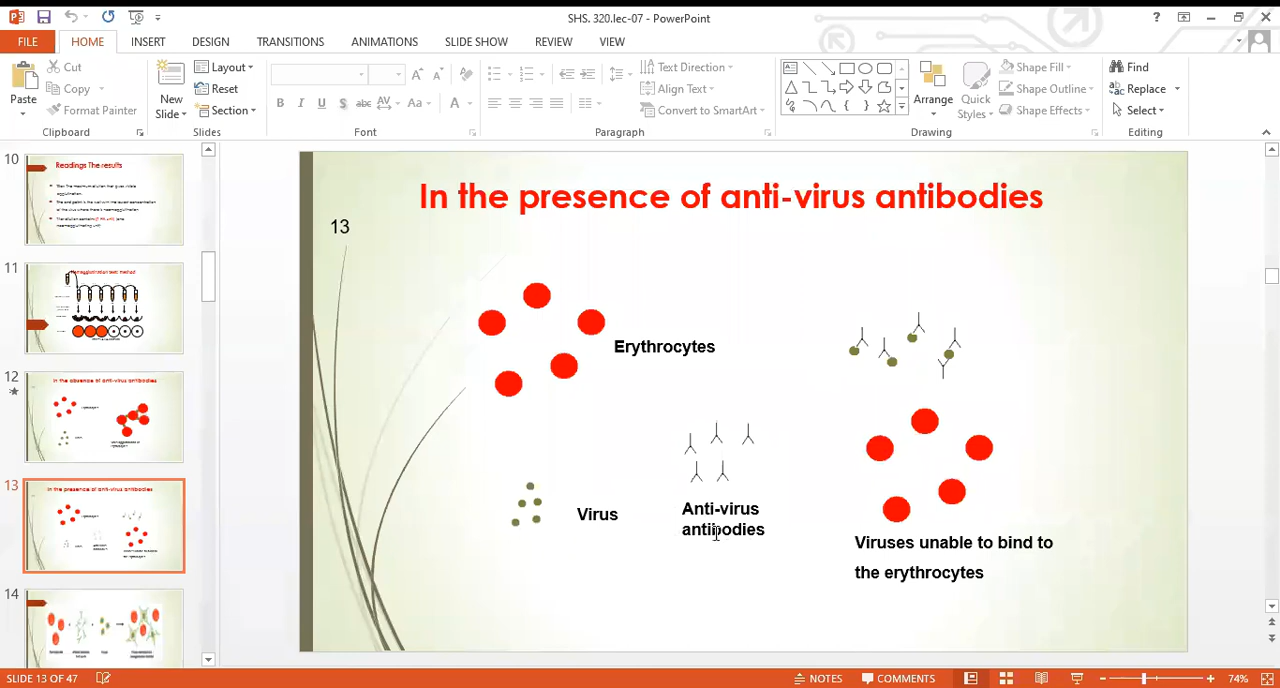 SHS. 320.lec-07 - PowerPoint
FILE HOME INSERT DESIGN TRANSITIONS ANIMATIONS SLIDE SHOW REVIEW VIEW
Paste
Cut
Copy
Format Painter
Clipboard
New Slide
Layout
Reset
Section
Slides
B I U S abc AV Aa A
Font
Text Direction
Align Text
Convert to SmartArt
Paragraph
Arrange
Quick Styles
Shape Fill
Shape Outline
Shape Effects
Drawing
Find
Replace
Select
Editing
10
Readings The results
11
12
In the absence of anti-virus antibodies
13
In the presence of anti-virus antibodies
14
In the presence of anti-virus antibodies
13
Erythrocytes
Virus
Anti-virus
antibodies
Viruses unable to bind to
the erythrocytes
SLIDE 13 OF 47 NOTES COMMENTS 74%